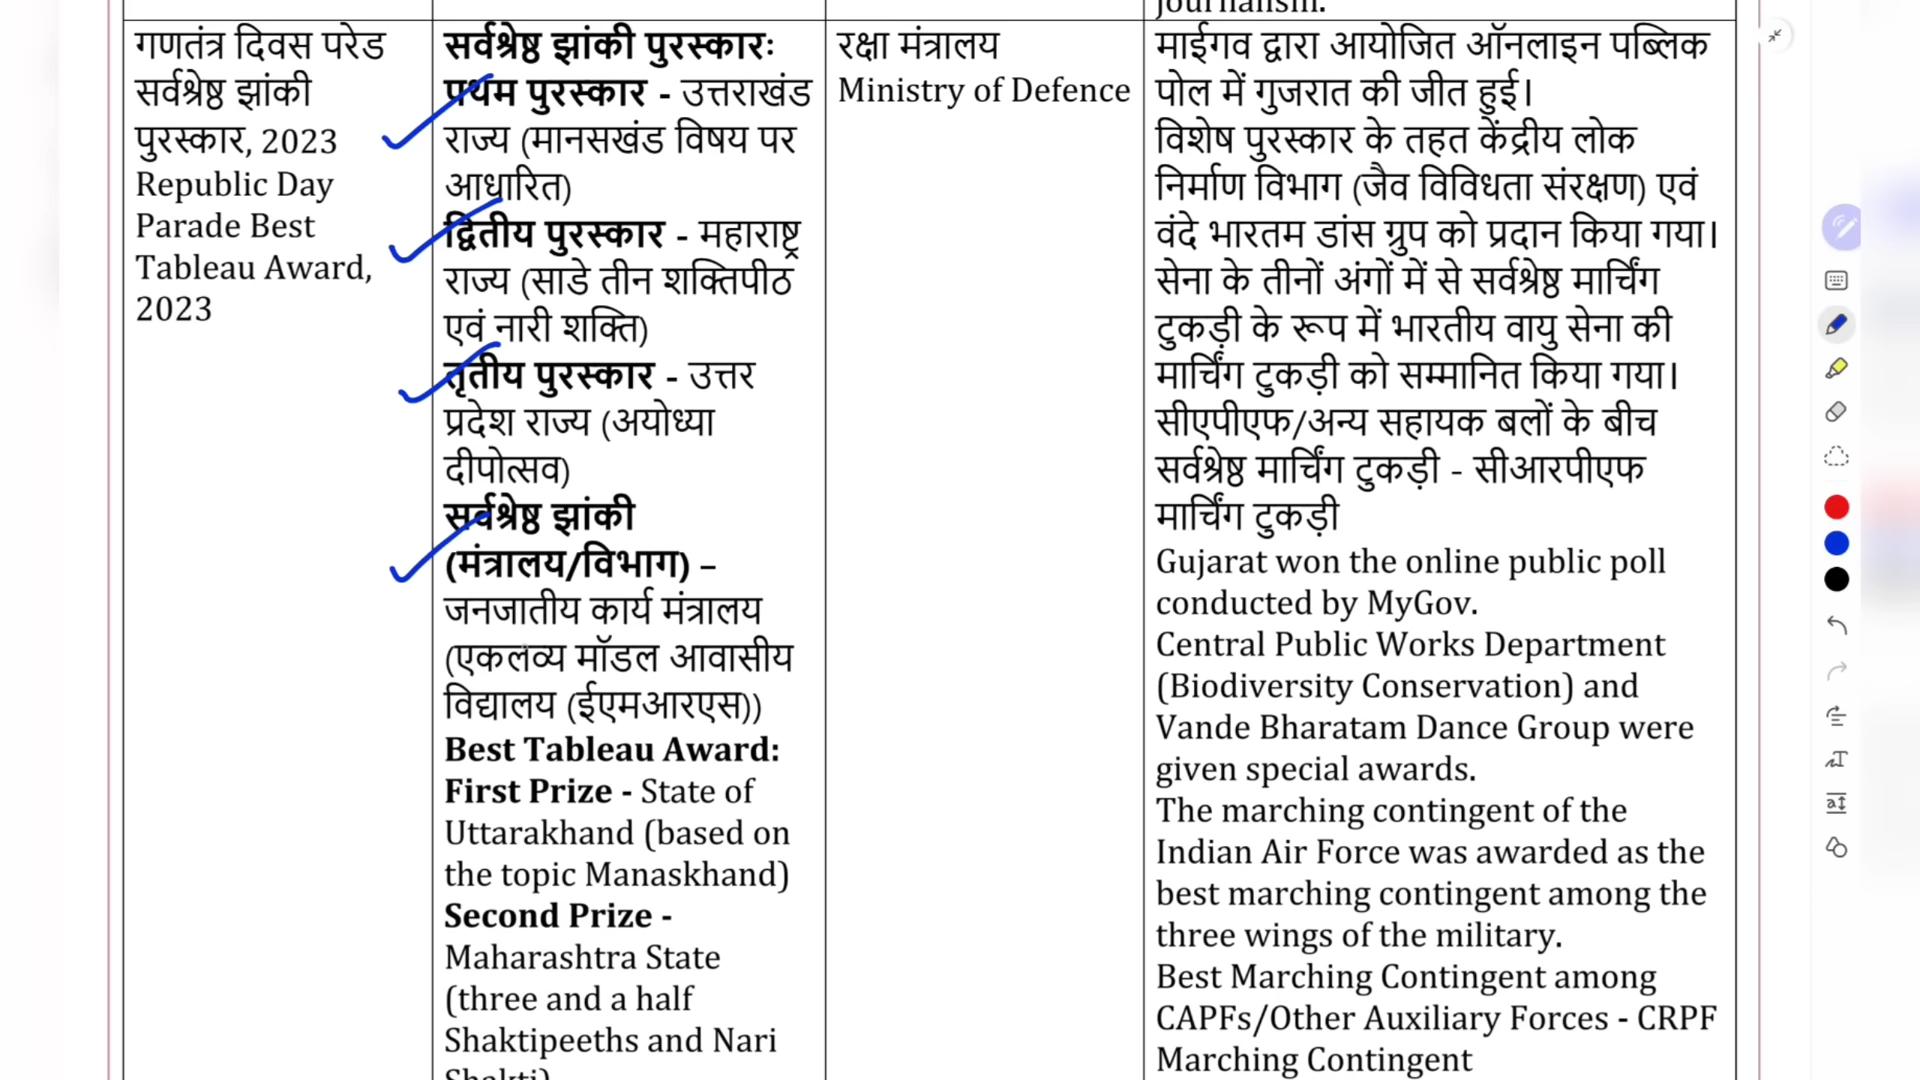 journalism.
गणतंत्र दिवस परेड
सर्वश्रेष्ठ झांकी
पुरस्कार, 2023
Republic Day
Parade Best
Tableau Award,
2023
सर्वश्रेष्ठ झांकी पुरस्कारः
प्रथम पुरस्कार - उत्तराखंड
राज्य (मानसखंड विषय पर
आधारित)
द्वितीय पुरस्कार - महाराष्ट्र
राज्य (साडे तीन शक्तिपीठ
एवं नारी शक्ति)
तृतीय पुरस्कार - उत्तर
प्रदेश राज्य (अयोध्या
दीपोत्सव)
सर्वश्रेष्ठ झांकी
(मंत्रालय/विभाग) –
जनजातीय कार्य मंत्रालय
(एकलव्य मॉडल आवासीय
विद्यालय (ईएमआरएस))
Best Tableau Award:
First Prize - State of
Uttarakhand (based on
the topic Manaskhand)
Second Prize -
Maharashtra State
(three and a half
Shaktipeeths and Nari
Shakti)
रक्षा मंत्रालय
Ministry of Defence
माईगव द्वारा आयोजित ऑनलाइन पब्लिक
पोल में गुजरात की जीत हुई।
विशेष पुरस्कार के तहत केंद्रीय लोक
निर्माण विभाग (जैव विविधता संरक्षण) एवं
वंदे भारतम डांस ग्रुप को प्रदान किया गया।
सेना के तीनों अंगों में से सर्वश्रेष्ठ मार्चिंग
टुकड़ी के रूप में भारतीय वायु सेना की
मार्चिंग टुकड़ी को सम्मानित किया गया।
सीएपीएफ/अन्य सहायक बलों के बीच
सर्वश्रेष्ठ मार्चिंग टुकड़ी - सीआरपीएफ
मार्चिंग टुकड़ी
Gujarat won the online public poll
conducted by MyGov.
Central Public Works Department
(Biodiversity Conservation) and
Vande Bharatam Dance Group were
given special awards.
The marching contingent of the
Indian Air Force was awarded as the
best marching contingent among the
three wings of the military.
Best Marching Contingent among
CAPFs/Other Auxiliary Forces - CRPF
Marching Contingent